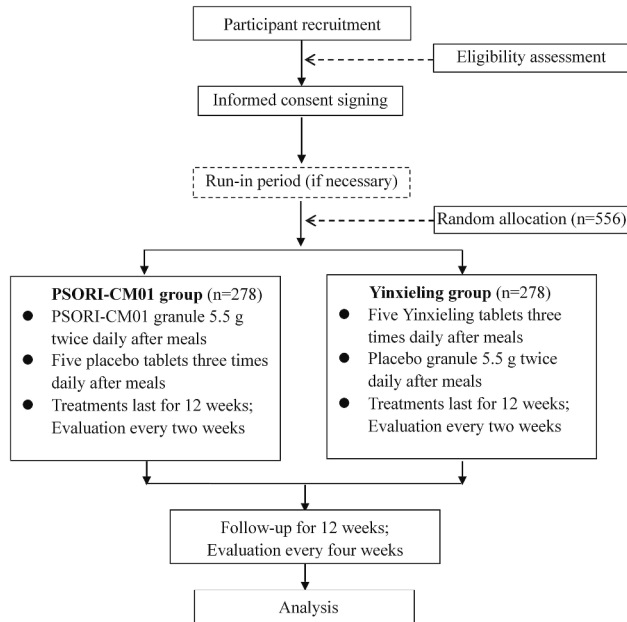 Participant recruitment
Eligibility assessment
Informed consent signing
Run-in period (if necessary)
Random allocation (n=556)
PSORI-CM01 group (n=278)
● PSORI-CM01 granule 5.5 g
twice daily after meals
● Five placebo tablets three times
daily after meals
● Treatments last for 12 weeks;
Evaluation every two weeks
Yinxieling group (n=278)
● Five Yinxieling tablets three
times daily after meals
● Placebo granule 5.5 g twice
daily after meals
● Treatments last for 12 weeks;
Evaluation every two weeks
Follow-up for 12 weeks;
Evaluation every four weeks
Analysis